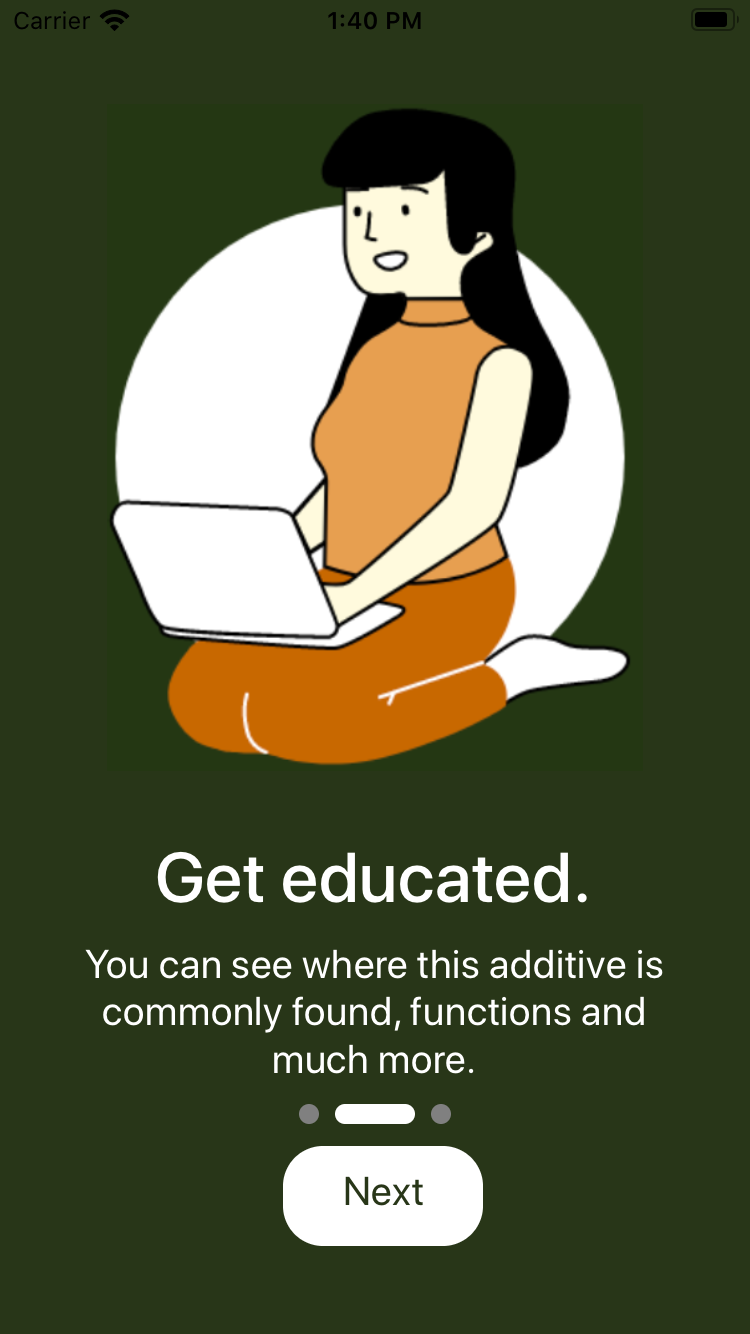 Carrier 1:40 PM
Get educated.
You can see where this additive is
commonly found, functions and
much more.
Next